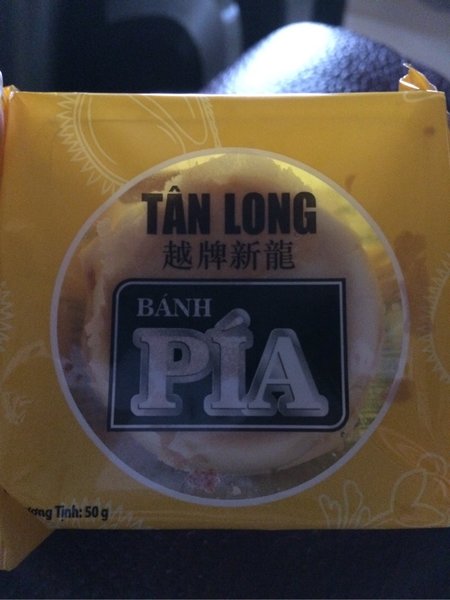 TÂN LONG
越牌新龍
BÁNH
PÍA
Tịnh: 50 g